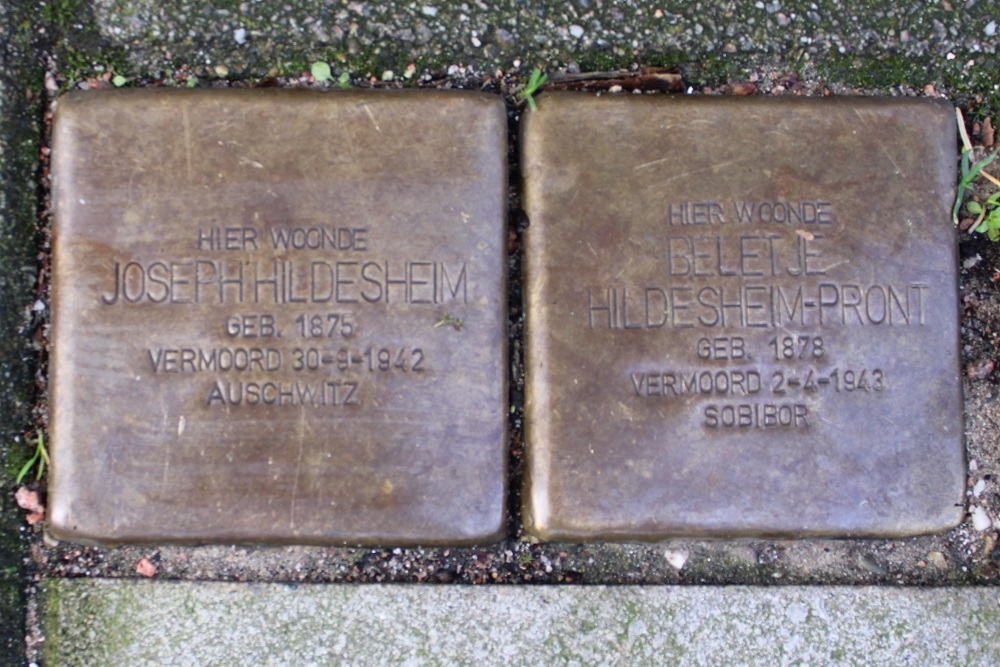 HIER WOONDE
JOSEPH HILDESHEIM
GEB. 1875
VERMOORD 30-9-1942
AUSCHWITZ
HIER WOONDE
BELETJE
HILDESHEIM-PRONT
GEB. 1878
VERMOORD 2-4-1943
SOBIBOR